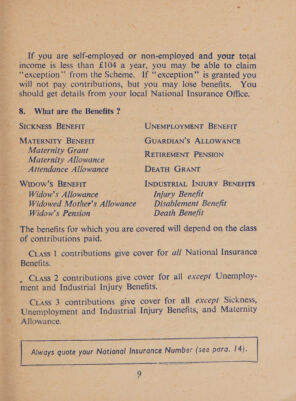 If you are self-employed or non-employed and your total
income is less than £104 a year, you may be able to claim
"exception" from the Scheme. If "exception" is granted you
will not pay contributions, but you may lose benefits. You
should get details from your local National Insurance Office.
8. What are the Benefits ?
SICKNESS BENEFIT
MATERNITY BENEFIT
Maternity Grant
Maternity Allowance
Attendance Allowance
WIDOW'S BENEFIT
Widow's Allowance
Widowed Mother's Allowance
Widow's Pension
UNEMPLOYMENT BENEFIT
GUARDIAN'S ALLOWANCE
RETIREMENT PENSION
DEATH GRANT
INDUSTRIAL INJURY BENEFITS
Injury Benefit
Disablement Benefit
Death Benefit
The benefits for which you are covered will depend on the class
of contributions paid.
CLASS 1 contributions give cover for all National Insurance
Benefits.
CLASS 2 contributions give cover for all except Unemploy-
ment and Industrial Injury Benefits.
CLASS 3 contributions give cover for all except Sickness,
Unemployment and Industrial Injury Benefits, and Maternity
Allowance.
Always quote your National Insurance Number (see para. 14).
9